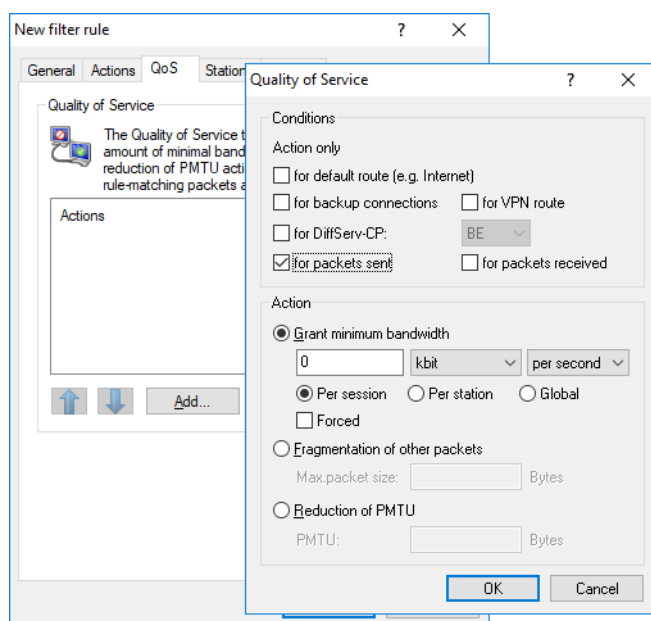 New filter rule
?
General Actions QoS Station
Quality of Service
The Quality of Service t
amount of minimal band
reduction of PMTU acti
rule-matching packets a
Actions
Add...
Quality of Service
?
Conditions
Action only
for default route (e.g. Internet)
for backup connections for VPN route
for DiffServ-CP: BE
for packets sent for packets received
Action
Grant minimum bandwidth
0 kbit per second
Per session Per station Global
Forced
Fragmentation of other packets
Max.packet size: Bytes
Reduction of PMTU
PMTU: Bytes
OK Cancel